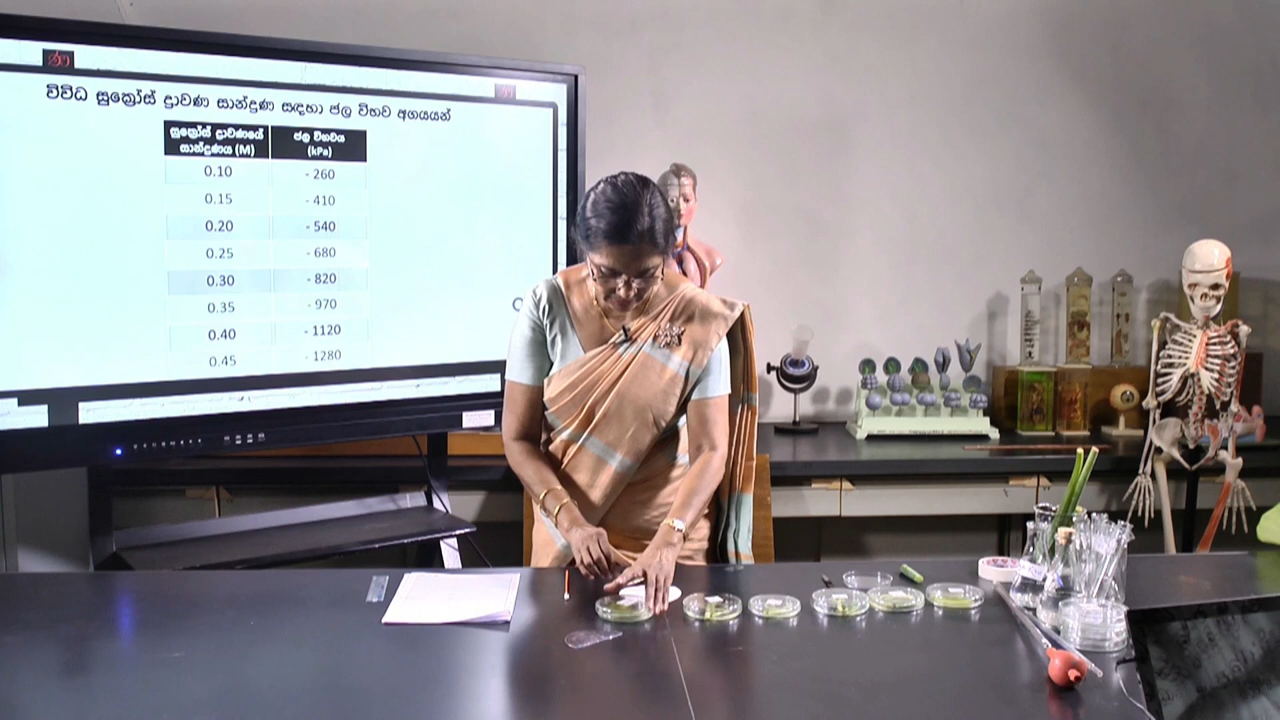 විවිධ සුක්‍රෝස් ද්‍රාවණ සාන්ද්‍රණ සඳහා ජල විභව අගයයන්
සුක්‍රෝස් ද්‍රාවණයේ සාන්ද්‍රණය (M) ජල විභවය (kPa)
0.10 - 260
0.15 - 410
0.20 - 540
0.25 - 680
0.30 - 820
0.35 - 970
0.40 - 1120
0.45 - 1280